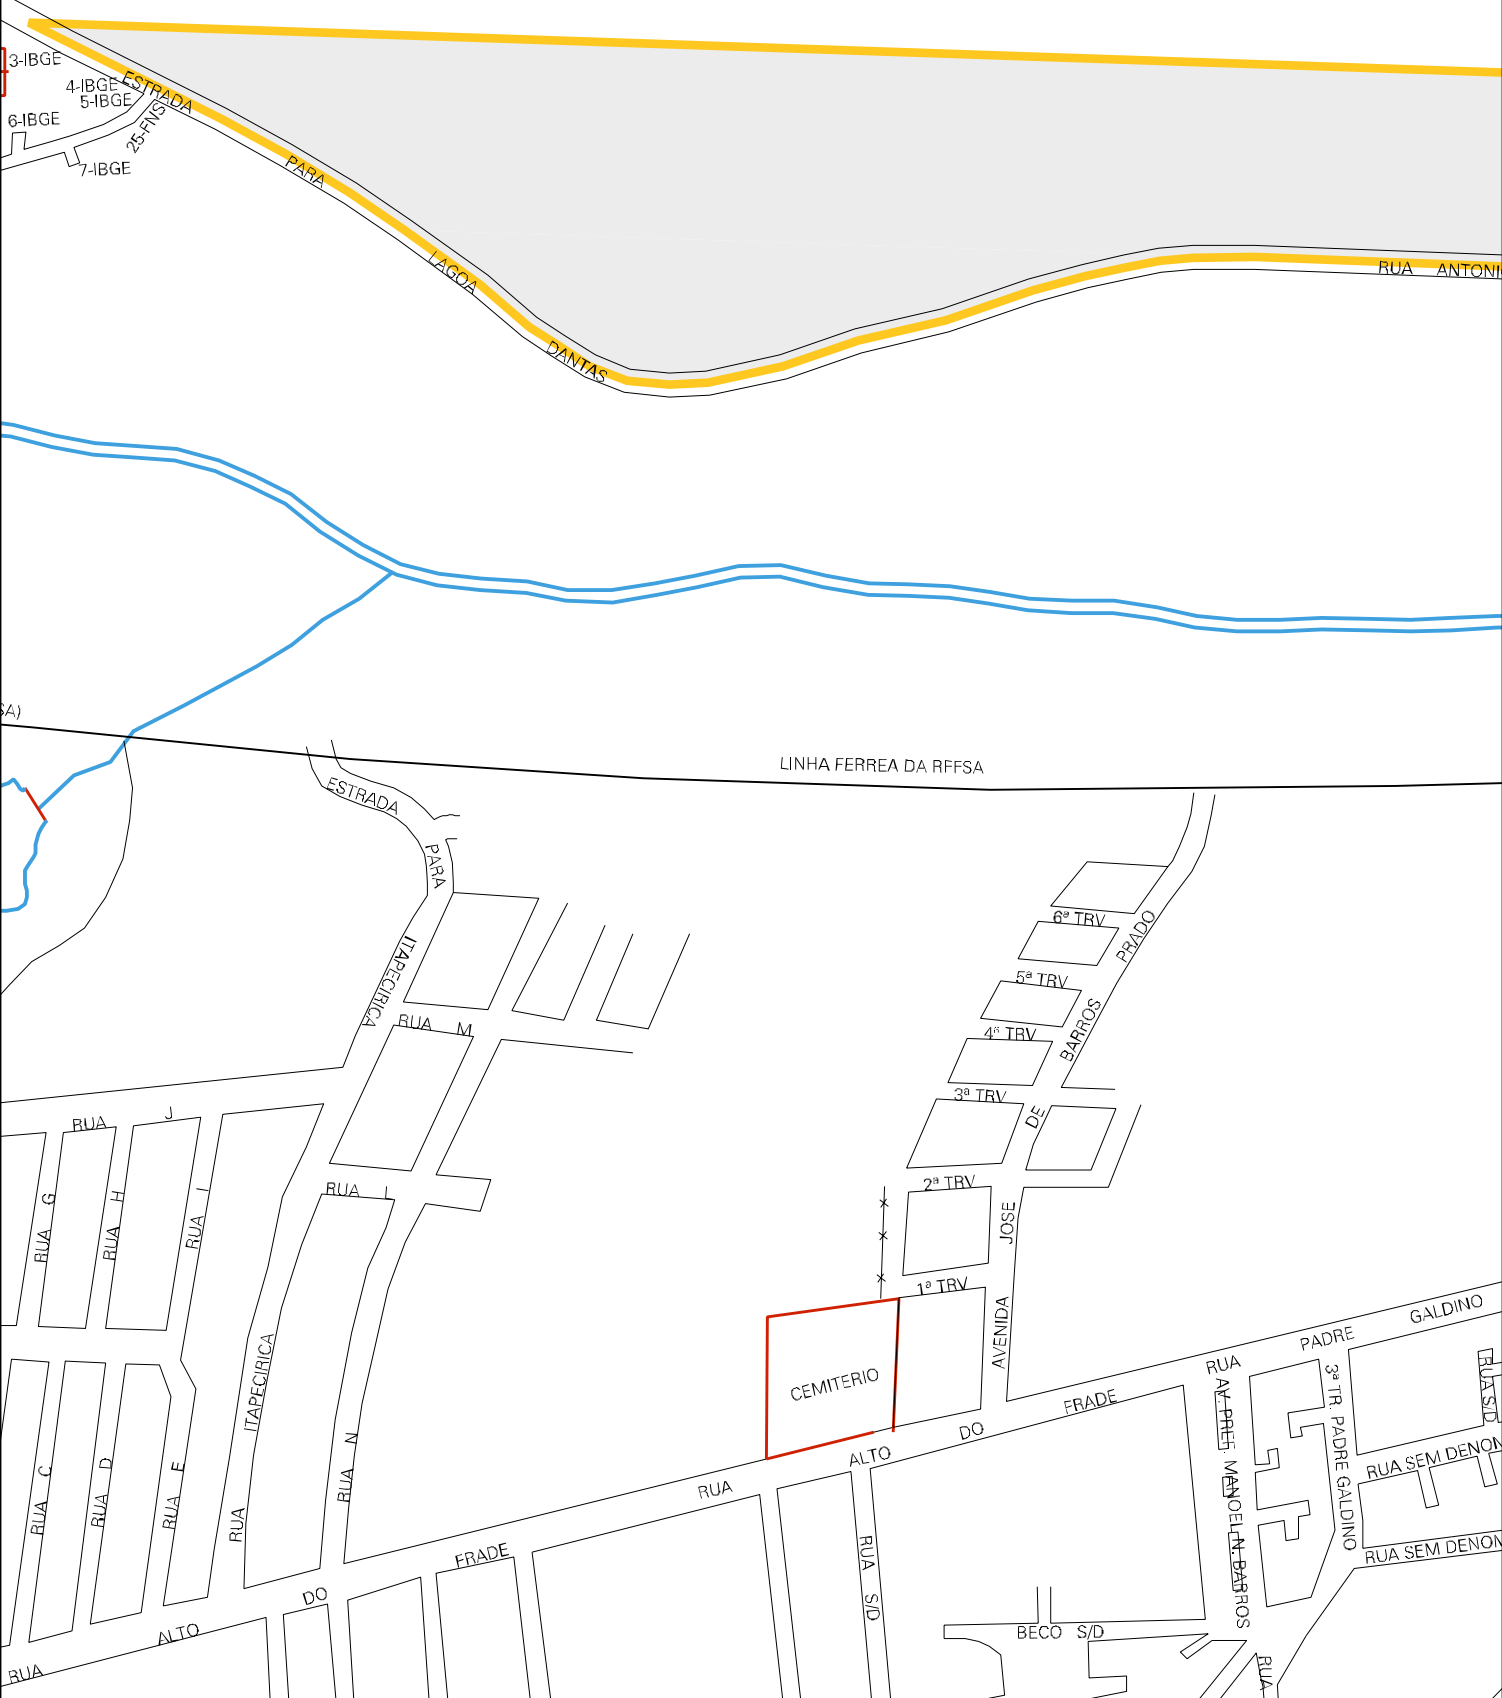 3-IBGE
4-IBGE
5-IBGE
6-IBGE
7-IBGE
25-FNS
ESTRADA PARA LAGOA DANTAS
RUA ANTONI
SA)
LINHA FERREA DA RFFSA
ESTRADA PARA ITAPECIRICA
RUA M
RUA L
RUA J
RUA G
RUA H
RUA I
RUA C
RUA D
RUA E
RUA ITAPECIRICA
RUA N
6ª TRV
5ª TRV
4ª TRV
3ª TRV
2ª TRV
1ª TRV
AVENIDA JOSE DE BARROS PRADO
CEMITERIO
RUA ALTO DO FRADE
RUA ALTO DO FRADE
RUA PADRE GALDINO
RUA S/D
BECO S/D
AV. PREF. MANOEL N. BARROS
3ª TR. PADRE GALDINO
RUA S/D
RUA SEM DENOM
RUA SEM DENOM
RUA